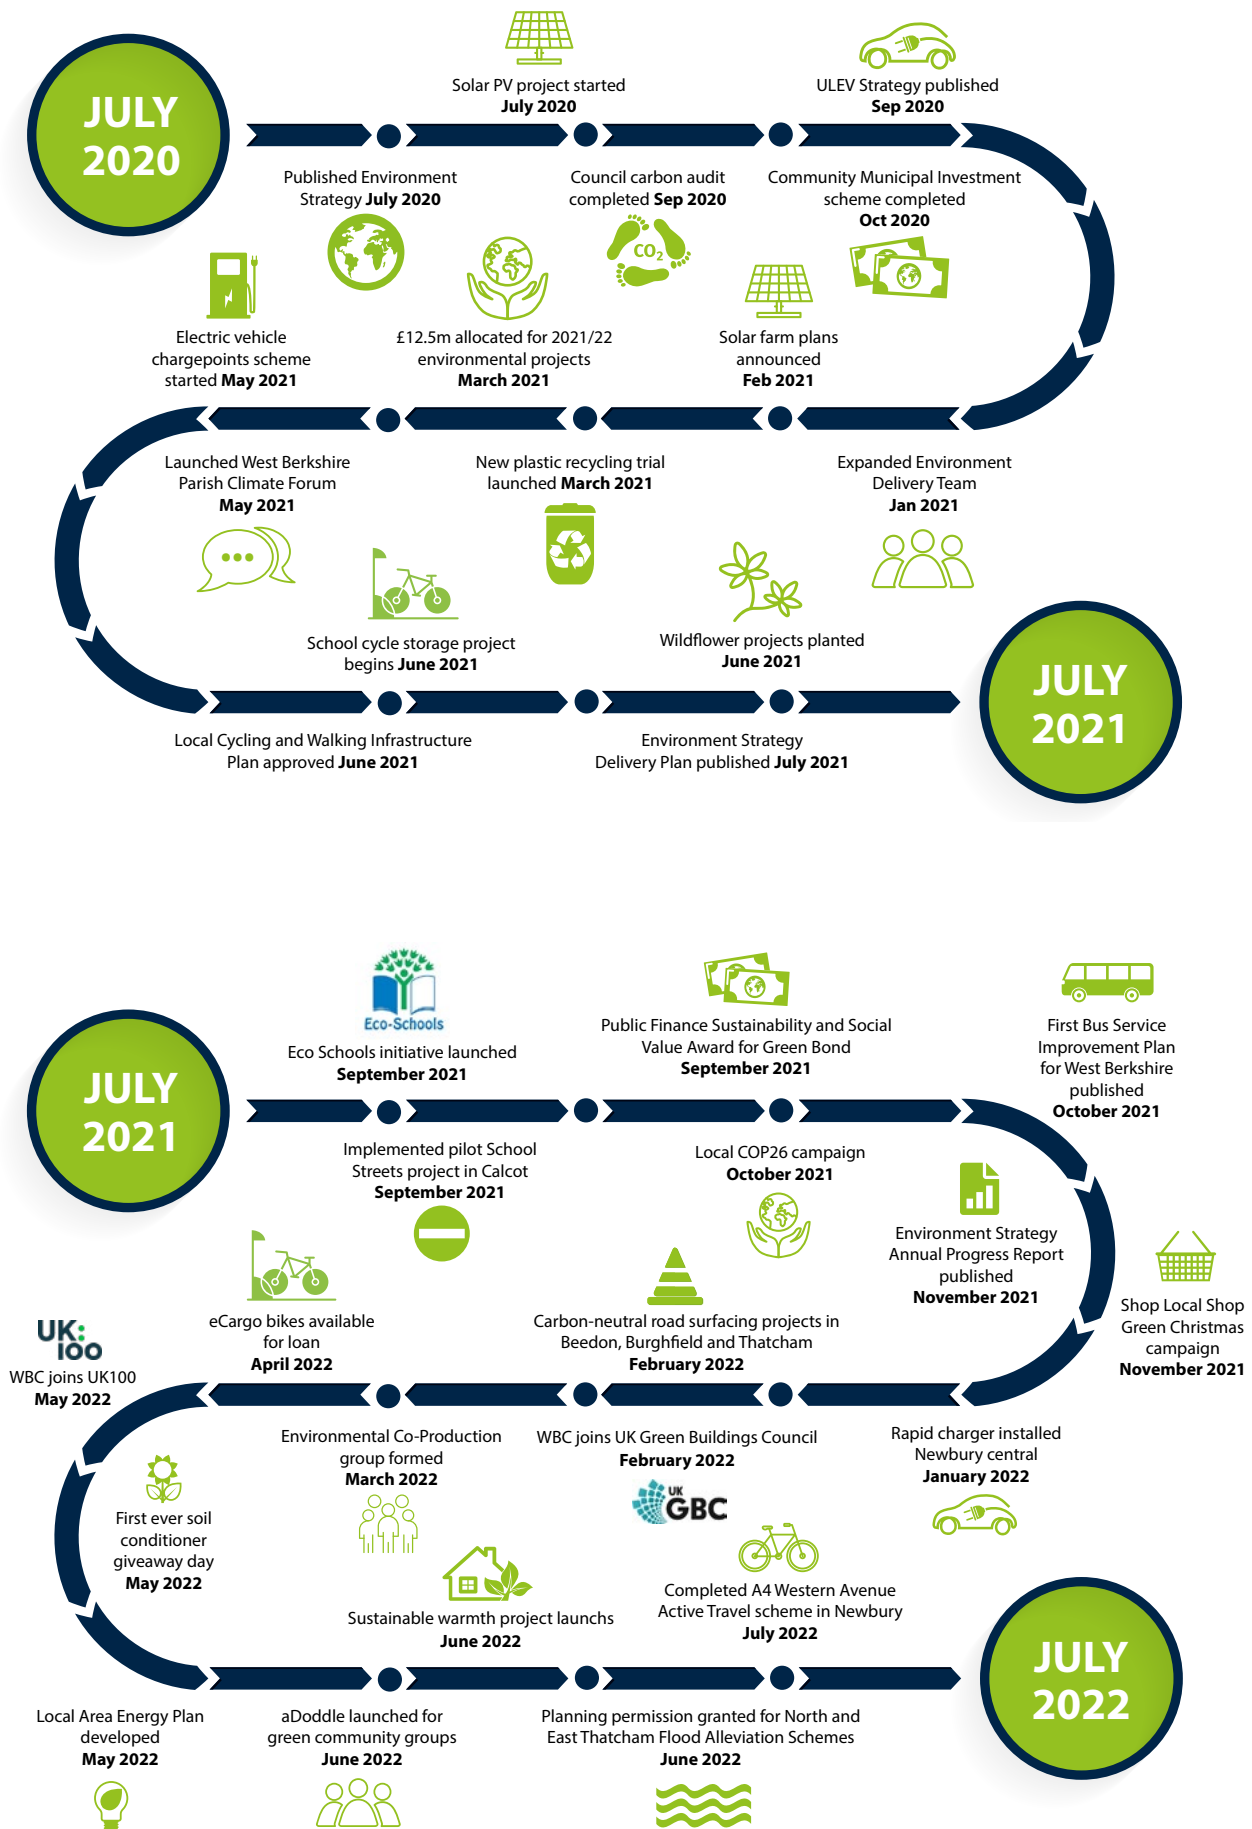 JULY
2020
Solar PV project started
July 2020
ULEV Strategy published
Sep 2020
Published Environment
Strategy July 2020
Council carbon audit
completed Sep 2020
CO2
Community Municipal Investment
scheme completed
Oct 2020
Electric vehicle
chargepoints scheme
started May 2021
£12.5m allocated for 2021/22
environmental projects
March 2021
Solar farm plans
announced
Feb 2021
Launched West Berkshire
Parish Climate Forum
May 2021
New plastic recycling trial
launched March 2021
Expanded Environment
Delivery Team
Jan 2021
School cycle storage project
begins June 2021
Wildflower projects planted
June 2021
JULY
2021
Local Cycling and Walking Infrastructure
Plan approved June 2021
Environment Strategy
Delivery Plan published July 2021
JULY
2021
Eco-Schools
Eco Schools initiative launched
September 2021
Public Finance Sustainability and Social
Value Award for Green Bond
September 2021
First Bus Service
Improvement Plan
for West Berkshire
published
October 2021
Implemented pilot School
Streets project in Calcot
September 2021
Local COP26 campaign
October 2021
Environment Strategy
Annual Progress Report
published
November 2021
Shop Local Shop
Green Christmas
campaign
November 2021
UK:
100
WBC joins UK100
May 2022
eCargo bikes available
for loan
April 2022
Carbon-neutral road surfacing projects in
Beedon, Burghfield and Thatcham
February 2022
Environmental Co-Production
group formed
March 2022
WBC joins UK Green Buildings Council
February 2022
UK
GBC
Rapid charger installed
Newbury central
January 2022
First ever soil
conditioner
giveaway day
May 2022
Sustainable warmth project launchs
June 2022
Completed A4 Western Avenue
Active Travel scheme in Newbury
July 2022
JULY
2022
Local Area Energy Plan
developed
May 2022
aDoddle launched for
green community groups
June 2022
Planning permission granted for North and
East Thatcham Flood Alleviation Schemes
June 2022